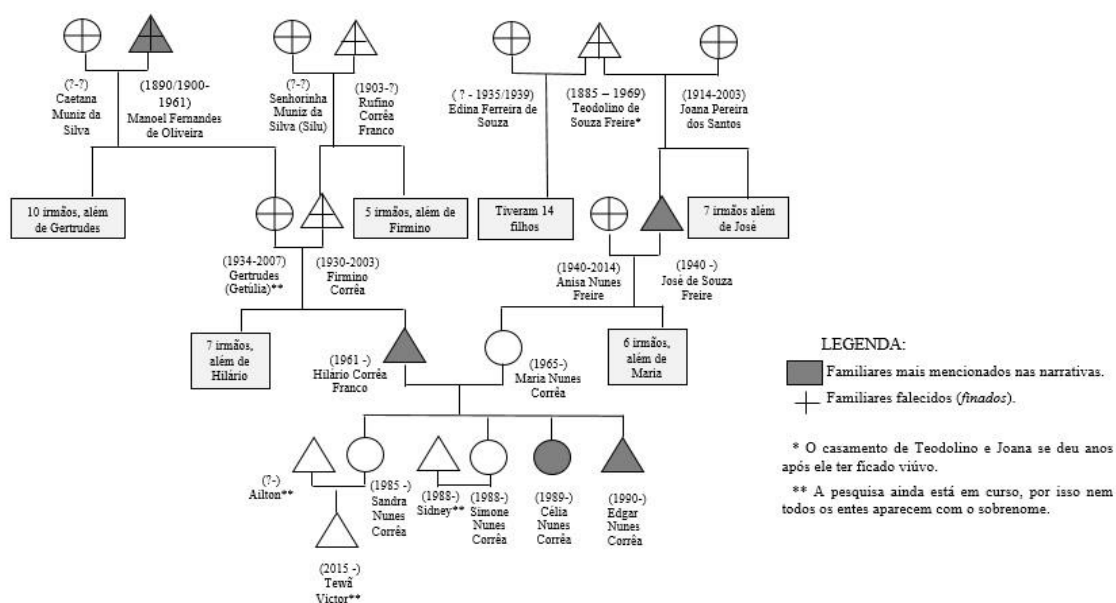 (?-?)
Caetana
Muniz da
Silva
(1890/1900-
1961)
Manoel Fernandes
de Oliveira
(?-?)
Senhorinha
Muniz da
Silva (Silu)
(1903-?)
Rufino
Corrêa
Franco
( ? - 1935/1939)
Edina Ferreira de
Souza
(1885 – 1969)
Teodolino de
Souza Freire*
(1914-2003)
Joana Pereira
dos Santos
10 irmãos, além
de Gertrudes
5 irmãos, além de
Firmino
Tiveram 14
filhos
7 irmãos além
de José
(1934-2007)
Gertrudes
(Getúlia)**
(1930-2003)
Firmino
Corrêa
(1940-2014)
Anisa Nunes
Freire
(1940 -)
José de Souza
Freire
7 irmãos,
além de
Hilário
(1961 -)
Hilário Corrêa
Franco
(1965-)
Maria Nunes
Corrêa
6 irmãos,
além de Maria
(?-)
Ailton**
(1985 -)
Sandra
Nunes
Corrêa
(1988-)
Sidney**
(1988-)
Simone
Nunes
Corrêa
(1989-)
Célia
Nunes
Corrêa
(1990-)
Edgar
Nunes
Corrêa
(2015 -)
Tewã
Victor**
LEGENDA:
Familiares mais mencionados nas narrativas.
Familiares falecidos (finados).
* O casamento de Teodolino e Joana se deu anos
após ele ter ficado viúvo.
** A pesquisa ainda está em curso, por isso nem
todos os entes aparecem com o sobrenome.